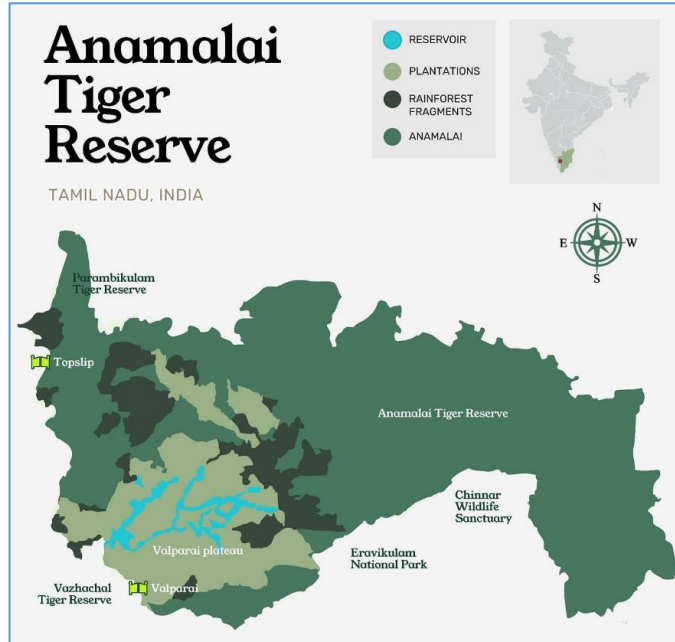 Anamalai
Tiger
Reserve
TAMIL NADU, INDIA
RESERVOIR
PLANTATIONS
RAINFOREST
FRAGMENTS
ANAMALAI
N
E
W
S
Parambikulam
Tiger Reserve
Topslip
Anamalai Tiger Reserve
Chinnar
Wildlife
Sanctuary
Valparai plateau
Eravikulam
National Park
Vazhachal
Tiger Reserve
Valparai